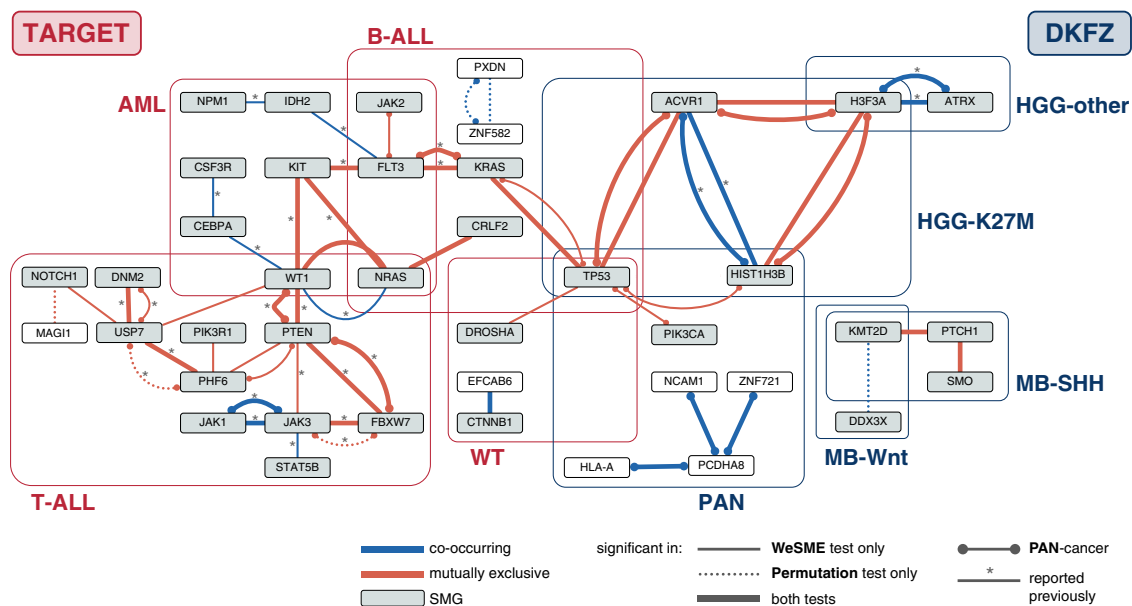 TARGET
DKFZ
B-ALL
PXDN
AML
NPM1
*
IDH2
JAK2
ACVR1
H3F3A
*
*
ATRX
HGG-other
*
ZNF582
CSF3R
KIT
*
FLT3
*
*
KRAS
*
*
*
*
*
CEBPA
*
CRLF2
HGG-K27M
NOTCH1
DNM2
WT1
NRAS
TP53
HIST1H3B
*
*
*
*
*
MAGI1
USP7
PIK3R1
PTEN
DROSHA
PIK3CA
KMT2D
PTCH1
*
*
*
*
*
PHF6
EFCAB6
NCAM1
ZNF721
SMO
MB-SHH
*
JAK1
*
JAK3
*
FBXW7
CTNNB1
DDX3X
*
*
STAT5B
WT
HLA-A
PCDHA8
MB-Wnt
T-ALL
PAN
co-occurring
significant in:
WeSME test only
PAN-cancer
mutually exclusive
Permutation test only
*
reported
previously
SMG
both tests